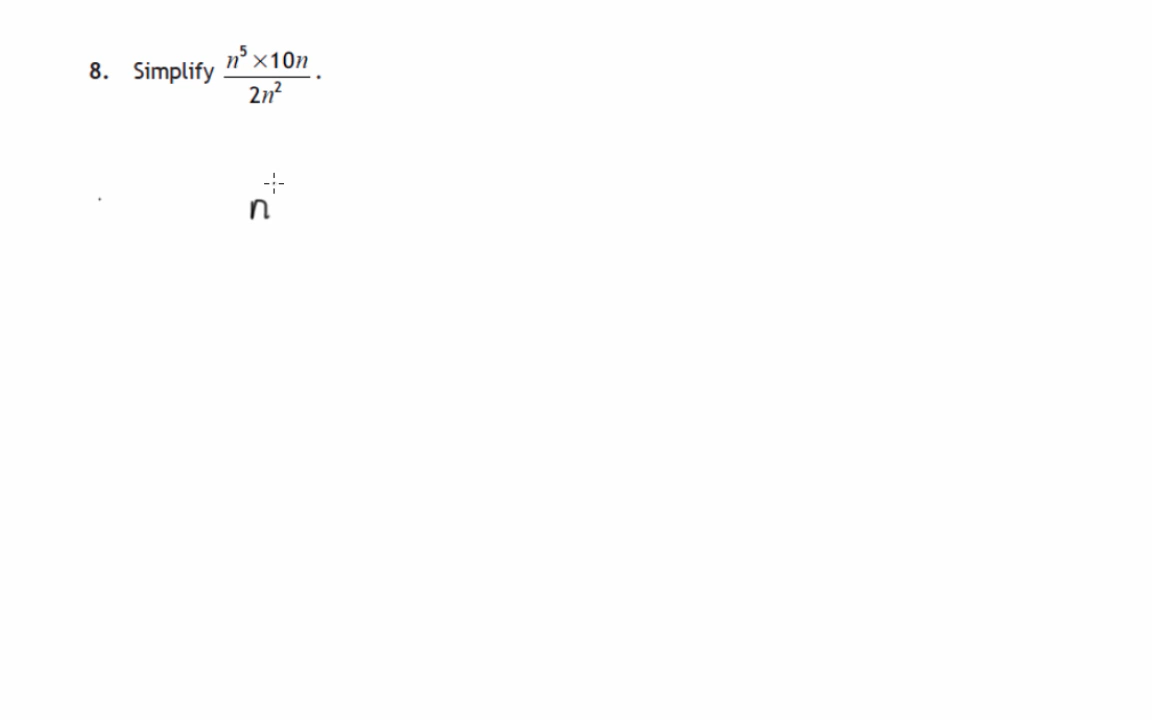 8. Simplify n⁵ × 10n / 2n² .
n